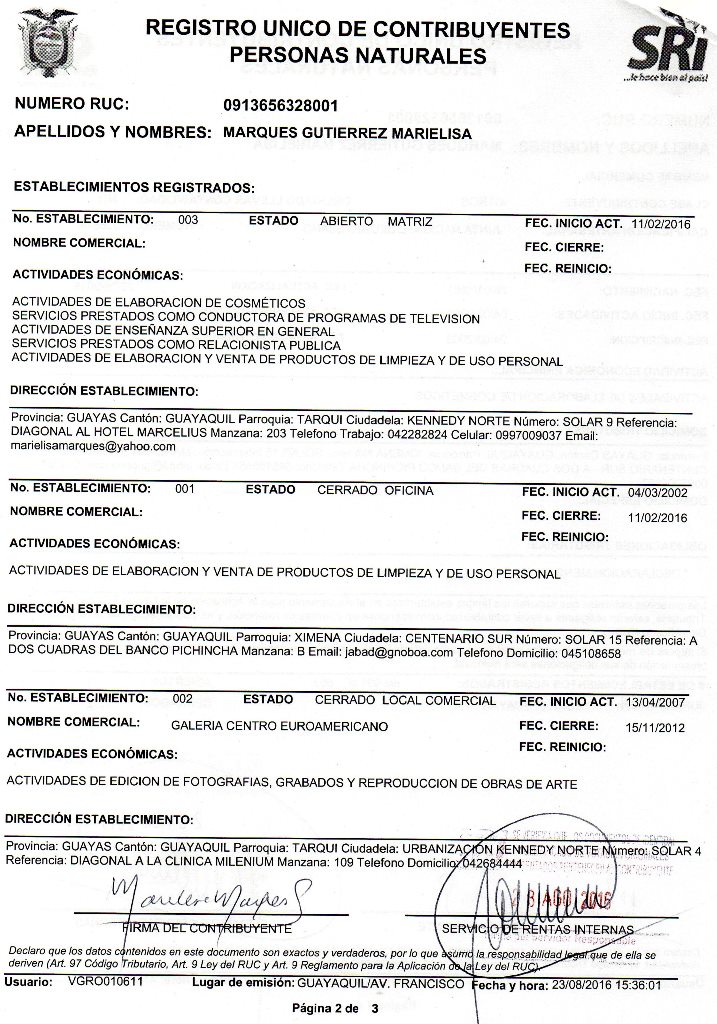 REGISTRO UNICO DE CONTRIBUYENTES
PERSONAS NATURALES
SRi
...le hace bien al país!
NUMERO RUC: 0913656328001
APELLIDOS Y NOMBRES: MARQUES GUTIERREZ MARIELISA
ESTABLECIMIENTOS REGISTRADOS:
No. ESTABLECIMIENTO: 003 ESTADO ABIERTO MATRIZ FEC. INICIO ACT. 11/02/2016
NOMBRE COMERCIAL: FEC. CIERRE:
FEC. REINICIO:
ACTIVIDADES ECONÓMICAS:
ACTIVIDADES DE ELABORACION DE COSMÉTICOS
SERVICIOS PRESTADOS COMO CONDUCTORA DE PROGRAMAS DE TELEVISION
ACTIVIDADES DE ENSEÑANZA SUPERIOR EN GENERAL
SERVICIOS PRESTADOS COMO RELACIONISTA PUBLICA
ACTIVIDADES DE ELABORACION Y VENTA DE PRODUCTOS DE LIMPIEZA Y DE USO PERSONAL
DIRECCIÓN ESTABLECIMIENTO:
Provincia: GUAYAS Cantón: GUAYAQUIL Parroquia: TARQUI Ciudadela: KENNEDY NORTE Número: SOLAR 9 Referencia:
DIAGONAL AL HOTEL MARCELIUS Manzana: 203 Telefono Trabajo: 042282824 Celular: 0997009037 Email:
marielisamarques@yahoo.com
No. ESTABLECIMIENTO: 001 ESTADO CERRADO OFICINA FEC. INICIO ACT. 04/03/2002
NOMBRE COMERCIAL: FEC. CIERRE: 11/02/2016
FEC. REINICIO:
ACTIVIDADES ECONÓMICAS:
ACTIVIDADES DE ELABORACION Y VENTA DE PRODUCTOS DE LIMPIEZA Y DE USO PERSONAL
DIRECCIÓN ESTABLECIMIENTO:
Provincia: GUAYAS Cantón: GUAYAQUIL Parroquia: XIMENA Ciudadela: CENTENARIO SUR Número: SOLAR 15 Referencia: A
DOS CUADRAS DEL BANCO PICHINCHA Manzana: B Email: jabad@gnoboa.com Telefono Domicilio: 045108658
No. ESTABLECIMIENTO: 002 ESTADO CERRADO LOCAL COMERCIAL FEC. INICIO ACT. 13/04/2007
NOMBRE COMERCIAL: GALERIA CENTRO EUROAMERICANO FEC. CIERRE: 15/11/2012
FEC. REINICIO:
ACTIVIDADES ECONÓMICAS:
ACTIVIDADES DE EDICION DE FOTOGRAFIAS, GRABADOS Y REPRODUCCION DE OBRAS DE ARTE
DIRECCIÓN ESTABLECIMIENTO:
Provincia: GUAYAS Cantón: GUAYAQUIL Parroquia: TARQUI Ciudadela: URBANIZACIÓN KENNEDY NORTE Número: SOLAR 4
Referencia: DIAGONAL A LA CLINICA MILENIUM Manzana: 109 Telefono Domicilio: 042684444
AGO 2016
FIRMA DEL CONTRIBUYENTE SERVICIO DE RENTAS INTERNAS
Servidor Responsable
Declaro que los datos contenidos en este documento son exactos y verdaderos, por lo que asumo la responsabilidad legal que de ella se
deriven (Art. 97 Código Tributario, Art. 9 Ley del RUC y Art. 9 Reglamento para la Aplicación de la Ley del RUC).
Usuario: VGRO010611 Lugar de emisión: GUAYAQUIL/AV. FRANCISCO Fecha y hora: 23/08/2016 15:36:01
Página 2 de 3